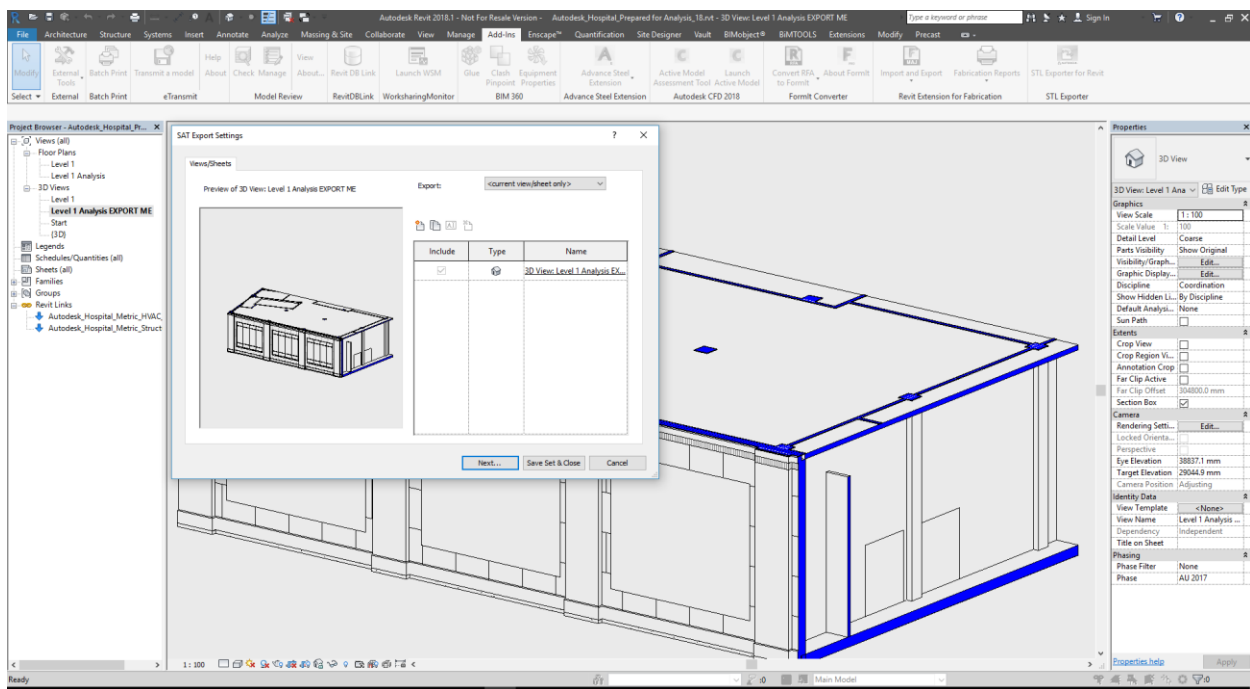 Autodesk Revit 2018.1 - Not For Resale Version - Autodesk_Hospital_Prepared for Analysis_18.rvt - 3D View: Level 1 Analysis EXPORT ME
Type a keyword or phrase
Sign In
File Architecture Structure Systems Insert Annotate Analyze Massing & Site Collaborate View Manage Add-Ins Enscape™ Quantification Site Designer Vault BIMobject® BiMTOOLS Extensions Modify Precast
Modify
External Tools
Batch Print
Transmit a model
Help
About
Check
Manage
View
About...
Revit DB Link
Launch WSM
Glue
Clash Pinpoint
Equipment Properties
Advance Steel Extension
Active Model Assessment Tool
Launch Active Model
Convert RFA to Formit
About Formit
Import and Export
Fabrication Reports
STL Exporter for Revit
Select External Batch Print eTransmit Model Review RevitDBLink WorksharingMonitor BIM 360 Advance Steel Extension Autodesk CFD 2018 FormIt Converter Revit Extension for Fabrication STL Exporter
Project Browser - Autodesk_Hospital_Pr...
Views (all)
Floor Plans
Level 1
Level 1 Analysis
3D Views
Level 1
Level 1 Analysis EXPORT ME
Start
{3D}
Legends
Schedules/Quantities (all)
Sheets (all)
Families
Groups
Revit Links
Autodesk_Hospital_Metric_HVAC
Autodesk_Hospital_Metric_Struct
SAT Export Settings
Views/Sheets
Preview of 3D View: Level 1 Analysis EXPORT ME
Export: <current view/sheet only>
Include Type Name
3D View: Level 1 Analysis EX...
Next... Save Set & Close Cancel
Properties
3D View
3D View: Level 1 Ana Edit Type
Graphics
View Scale 1 : 100
Scale Value 1: 100
Detail Level Coarse
Parts Visibility Show Original
Visibility/Graph... Edit...
Graphic Display... Edit...
Discipline Coordination
Show Hidden Li... By Discipline
Default Analysi... None
Sun Path
Extents
Crop View
Crop Region Vi...
Annotation Crop
Far Clip Active
Far Clip Offset 304800.0 mm
Section Box
Camera
Rendering Setti... Edit...
Locked Orienta...
Perspective
Eye Elevation 38837.1 mm
Target Elevation 29044.9 mm
Camera Position Adjusting
Identity Data
View Template <None>
View Name Level 1 Analysis ...
Dependency Independent
Title on Sheet
Phasing
Phase Filter None
Phase AU 2017
Properties help Apply
1 : 100
Ready
:0
Main Model
:0